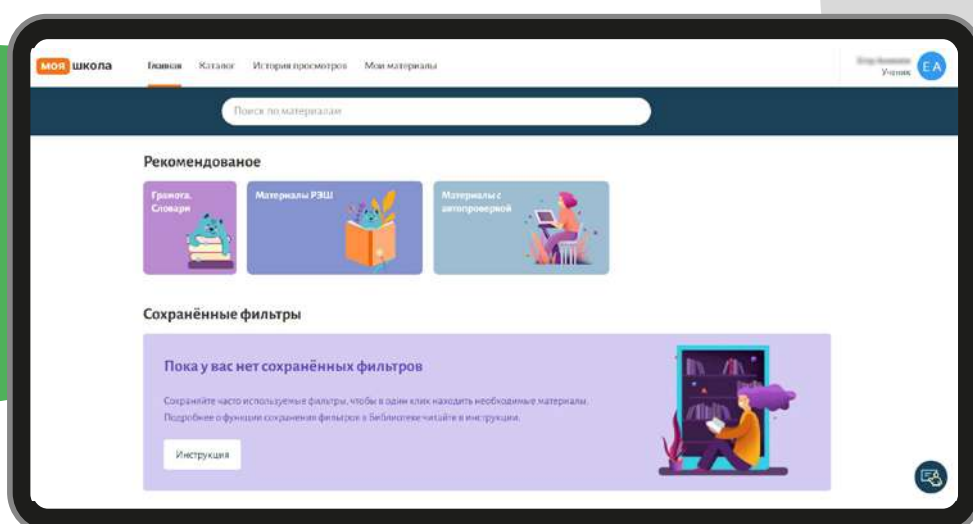 моя школа
Главная Каталог История просмотров Мои материалы
Ученик
ЕА
Поиск по материалам
Рекомендованое
Грамота.
Словари
Материалы РЭШ
Материалы с
автопроверкой
Сохранённые фильтры
Пока у вас нет сохранённых фильтров
Сохраняйте часто используемые фильтры, чтобы в один клик находить необходимые материалы.
Подробнее о функции сохранения фильтров в Библиотеке читайте в инструкции.
Инструкция